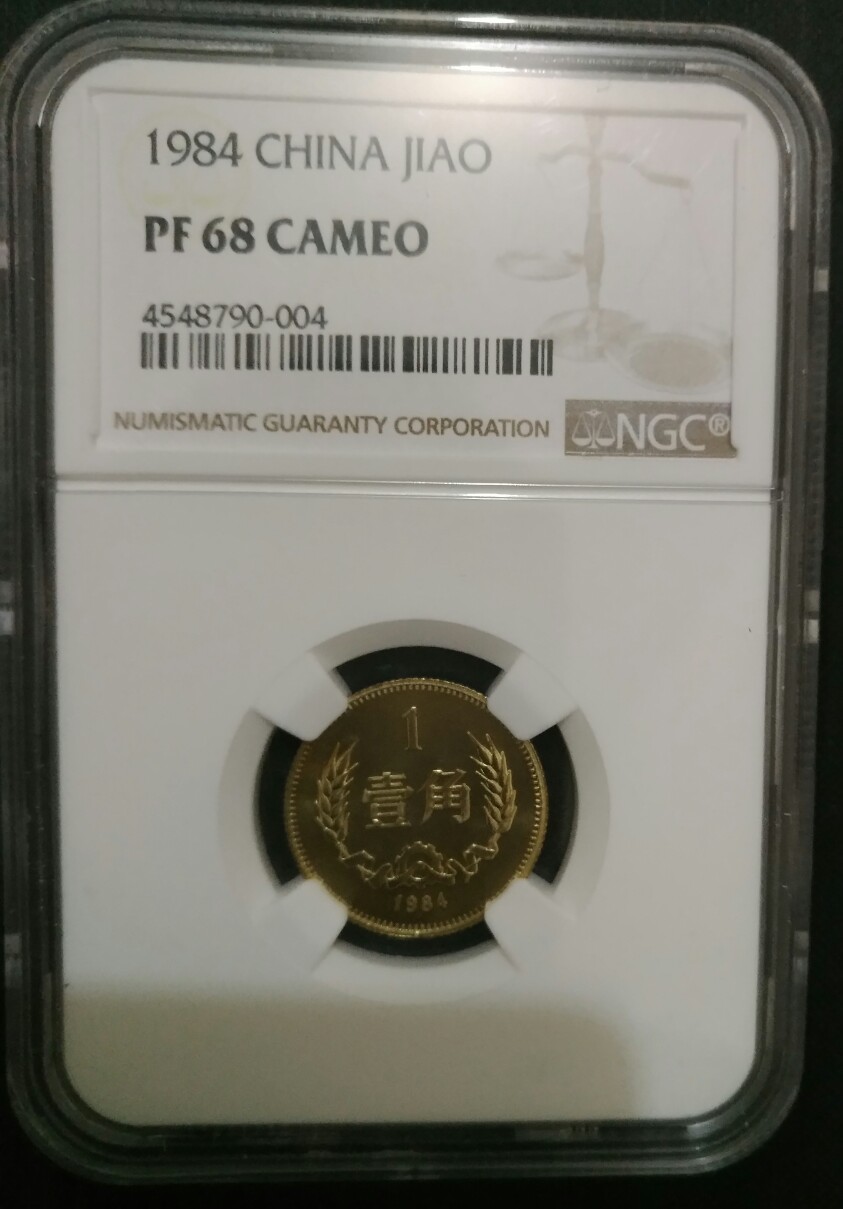 1984 CHINA JIAO
PF 68 CAMEO
4548790-004
NUMISMATIC GUARANTY CORPORATION
NGC®
1
壹角
1984